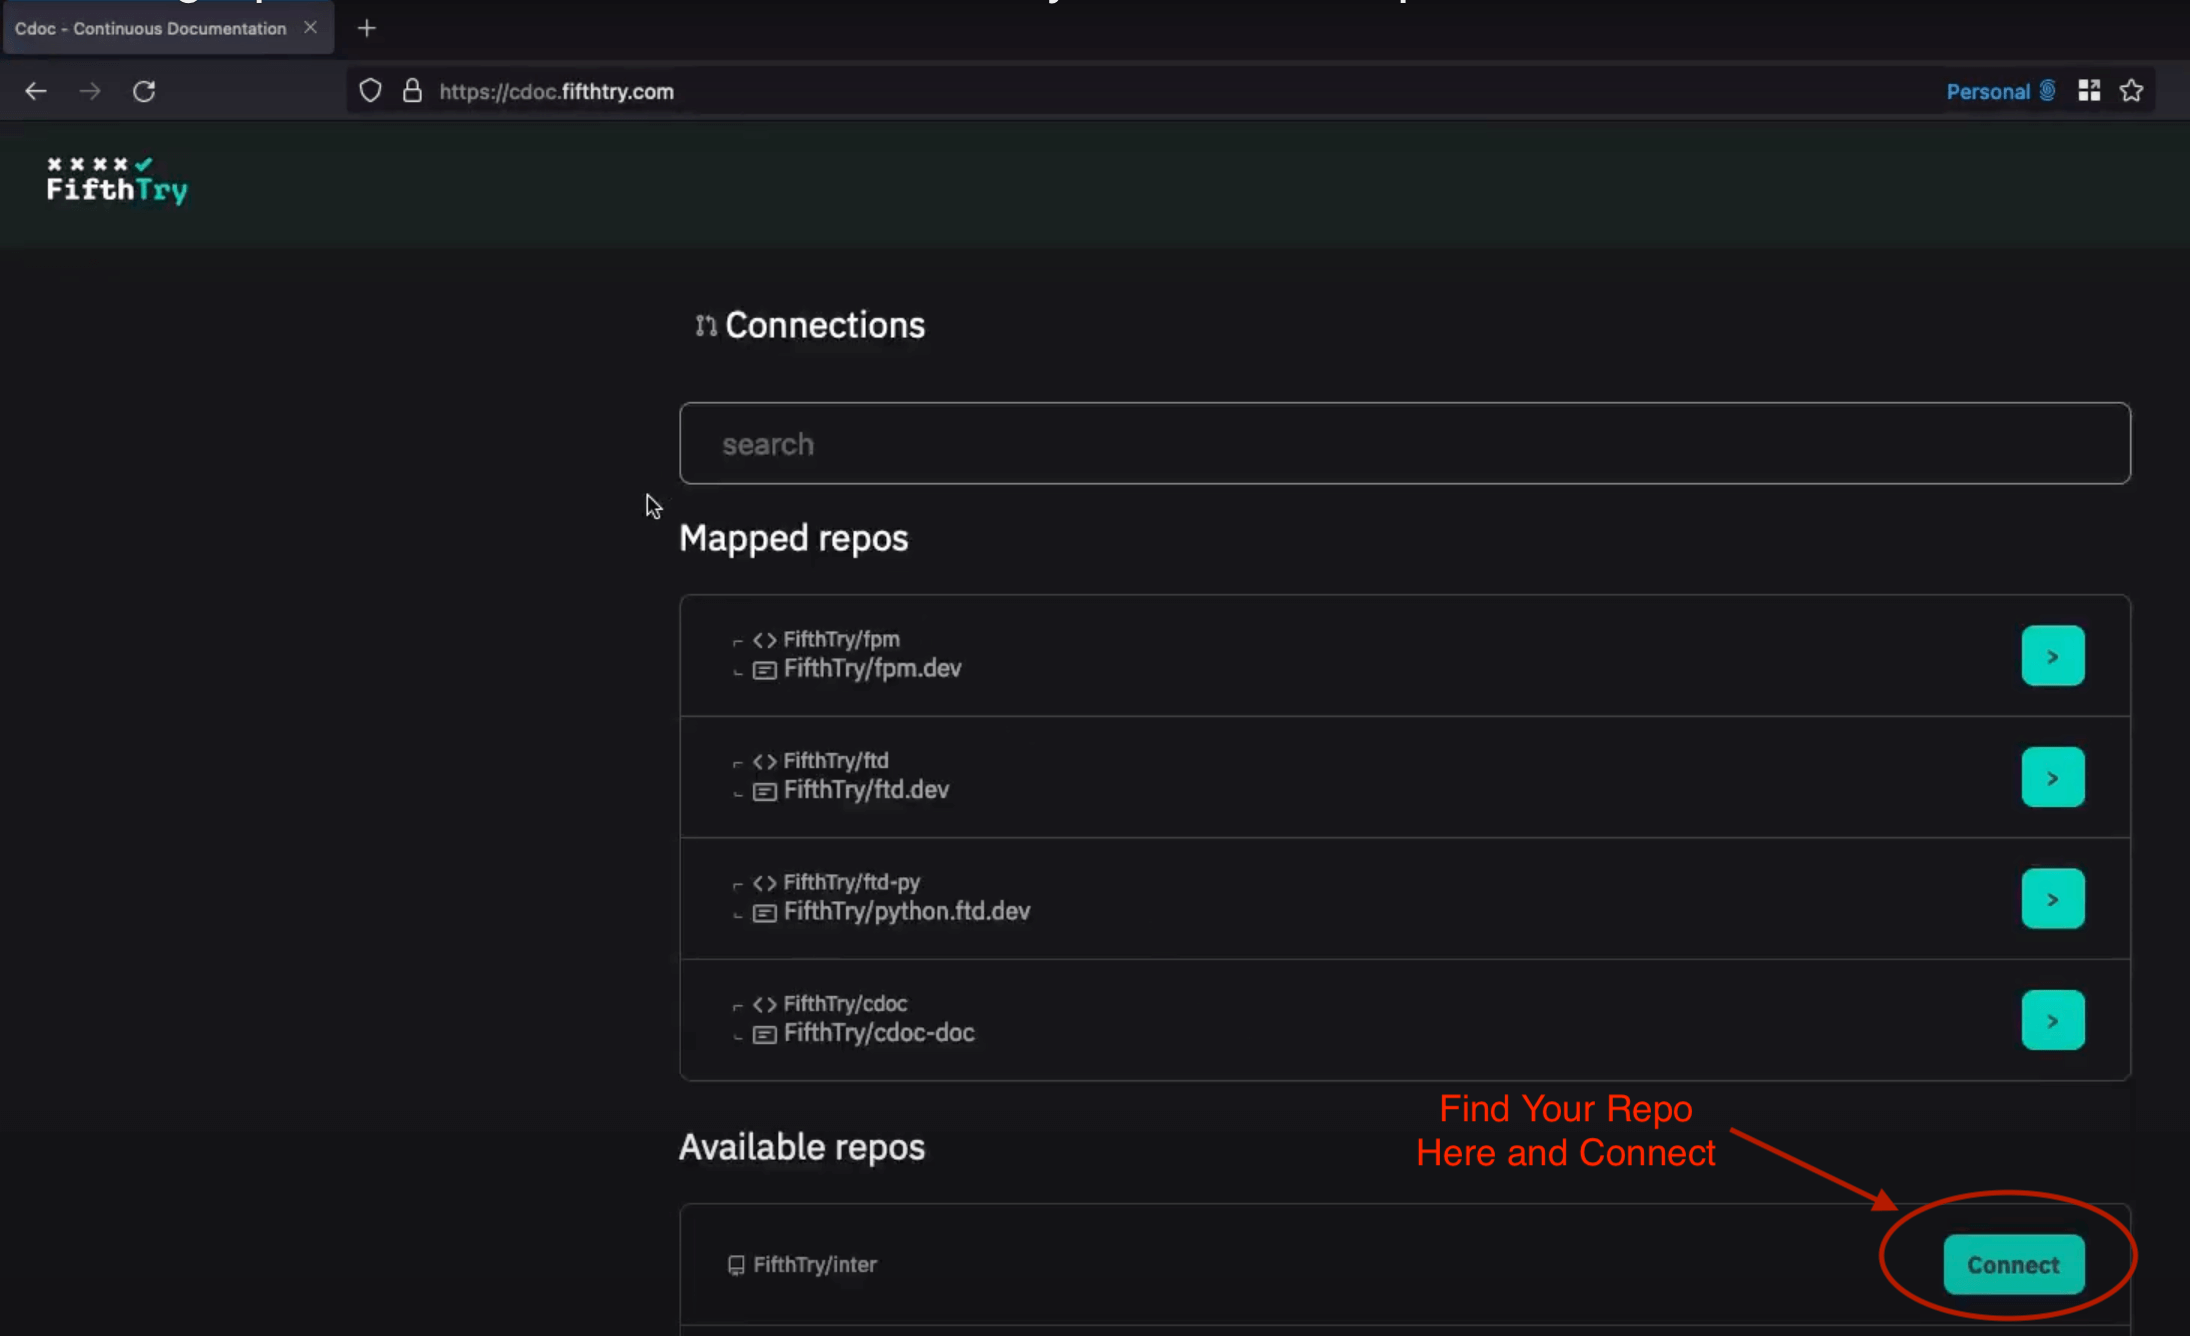 Cdoc - Continuous Documentation
https://cdoc.fifthtry.com
Personal
FifthTry
Connections
search
Mapped repos
FifthTry/fpm
FifthTry/fpm.dev
>
FifthTry/ftd
FifthTry/ftd.dev
>
FifthTry/ftd-py
FifthTry/python.ftd.dev
>
FifthTry/cdoc
FifthTry/cdoc-doc
>
Find Your Repo
Here and Connect
Available repos
FifthTry/inter
Connect